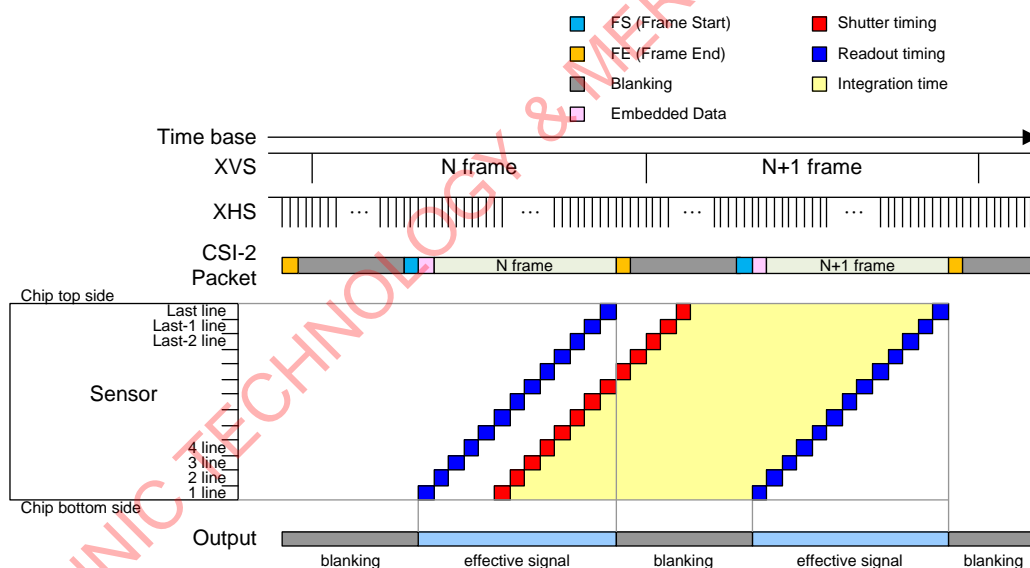 FS (Frame Start)
Shutter timing
FE (Frame End)
Readout timing
Blanking
Integration time
Embedded Data
Time base
XVS
N frame
N+1 frame
XHS
...
...
...
...
CSI-2
Packet
N frame
N+1 frame
Chip top side
Last line
Last-1 line
Last-2 line
Sensor
4 line
3 line
2 line
1 line
Chip bottom side
Output
blanking
effective signal
blanking
effective signal
blanking
NIC TECHNOLOGY & MER